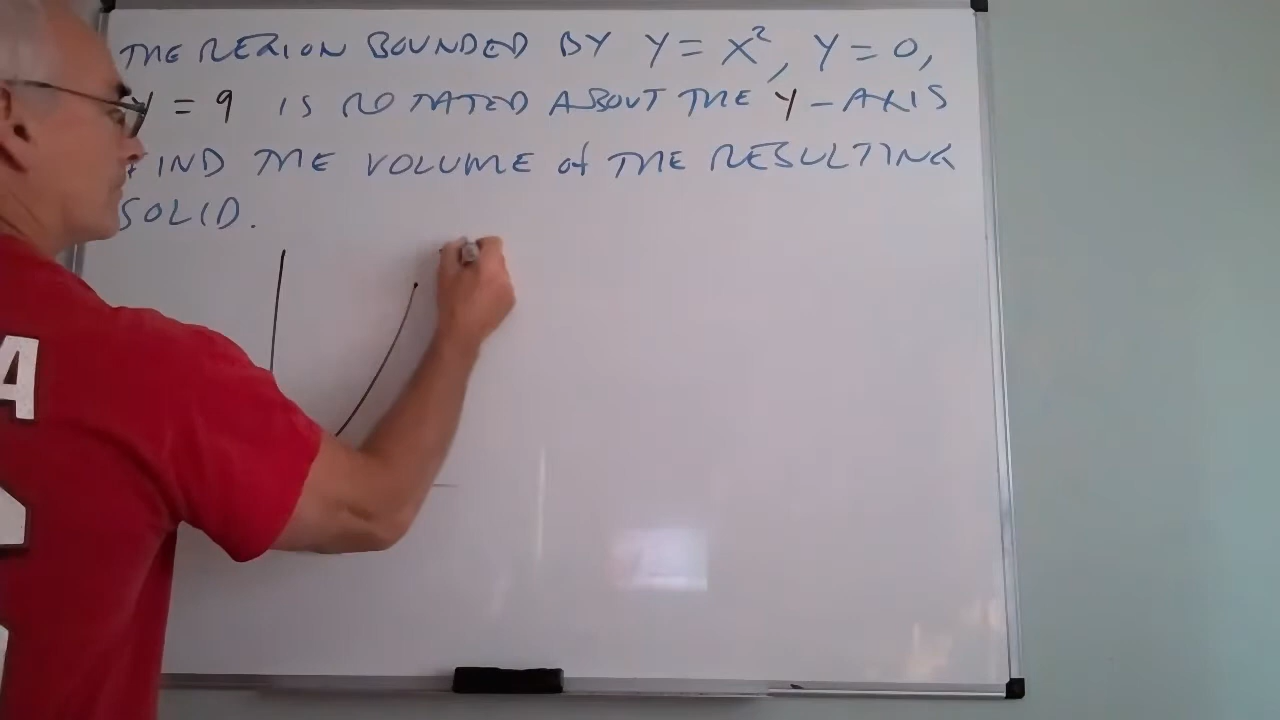 THE REGION BOUNDED BY Y = X², Y = 0,
Y = 9 IS ROTATED ABOUT THE Y-AXIS
FIND THE VOLUME of THE RESULTING
SOLID.
A